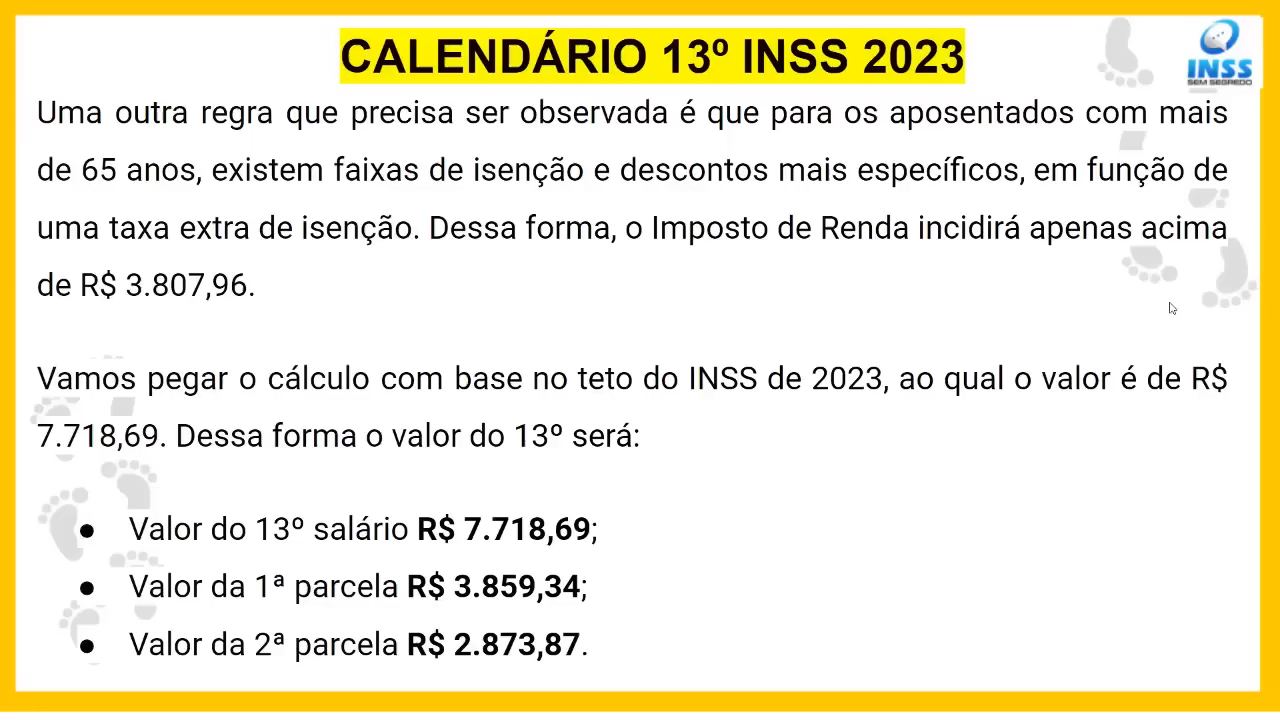 CALENDÁRIO 13º INSS 2023
INSS
SEM SEGREDO
Uma outra regra que precisa ser observada é que para os aposentados com mais
de 65 anos, existem faixas de isenção e descontos mais específicos, em função de
uma taxa extra de isenção. Dessa forma, o Imposto de Renda incidirá apenas acima
de R$ 3.807,96.
Vamos pegar o cálculo com base no teto do INSS de 2023, ao qual o valor é de R$
7.718,69. Dessa forma o valor do 13º será:
● Valor do 13º salário R$ 7.718,69;
● Valor da 1ª parcela R$ 3.859,34;
● Valor da 2ª parcela R$ 2.873,87.